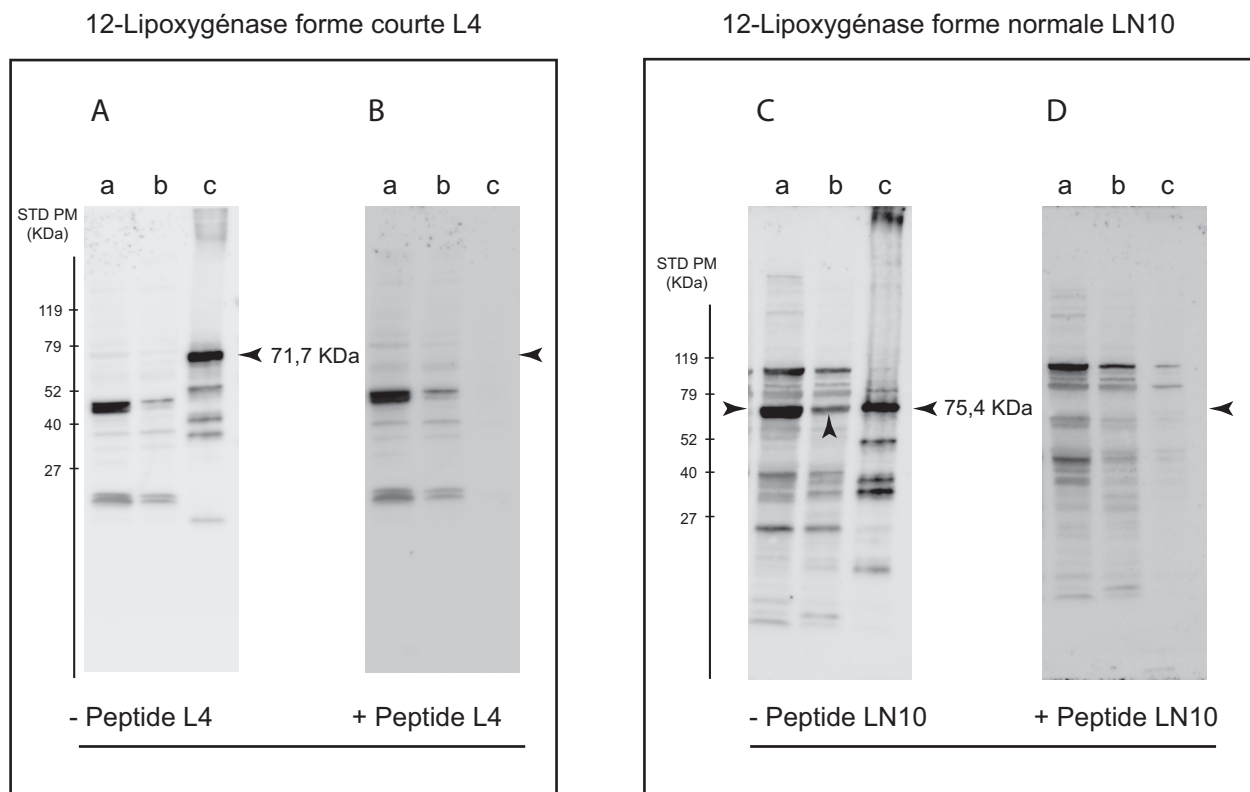 12-Lipoxygénase forme courte L4
A
B
a b c
a b c
STD PM
(KDa)
119
79
52
40
27
71,7 KDa
- Peptide L4
+ Peptide L4
12-Lipoxygénase forme normale LN10
C
D
a b c
a b c
STD PM
(KDa)
119
79
52
40
27
75,4 KDa
- Peptide LN10
+ Peptide LN10